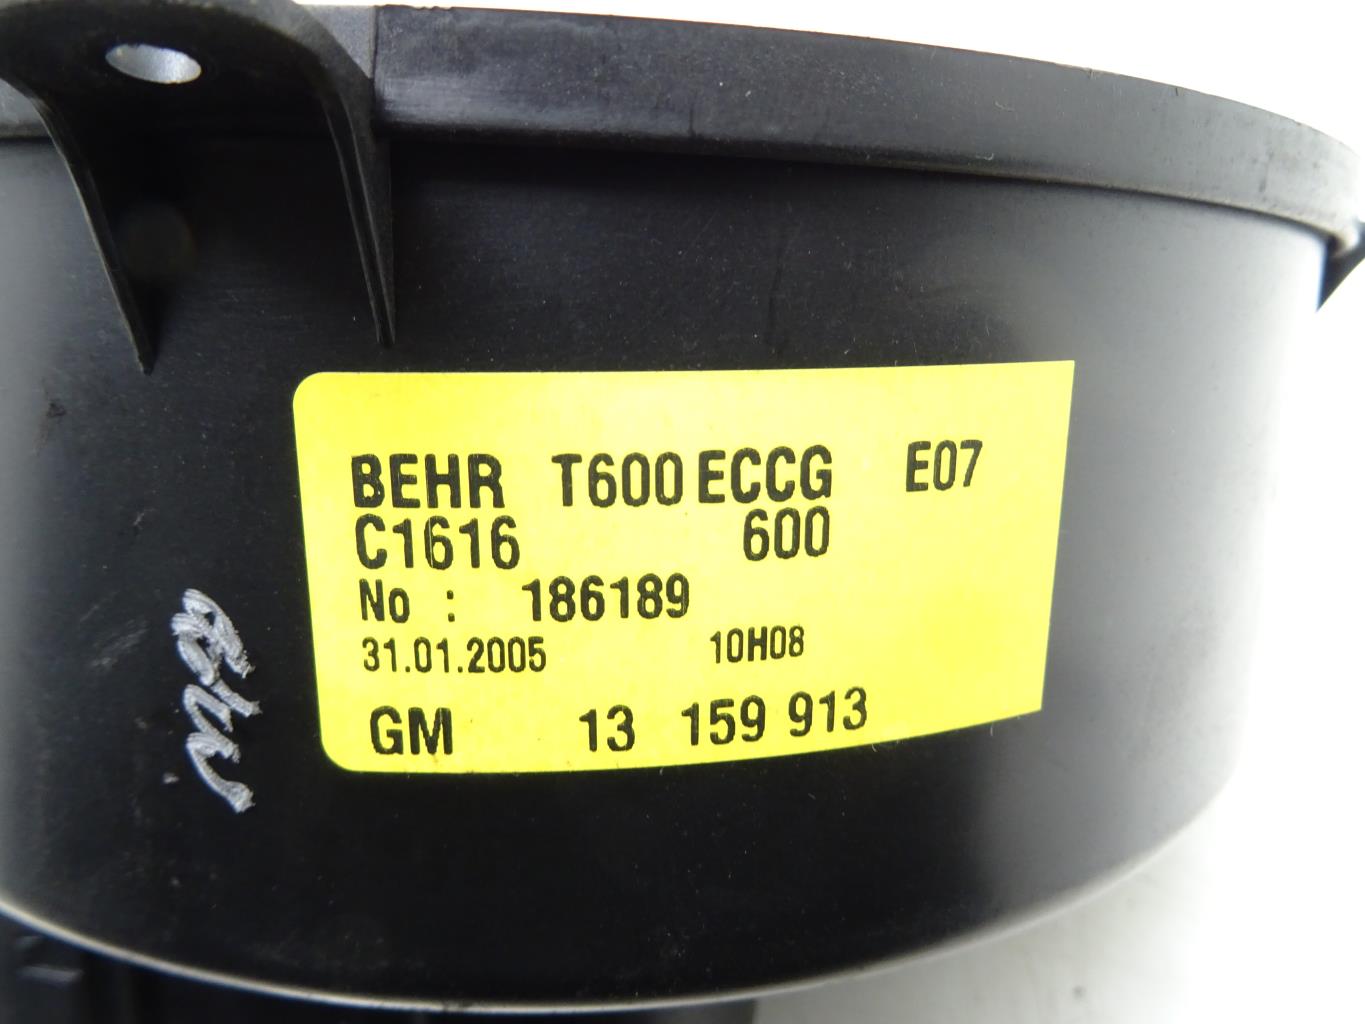 BEHR T600 ECCG E07
C1616 600
No : 186189
31.01.2005 10H08
GM 13 159 913